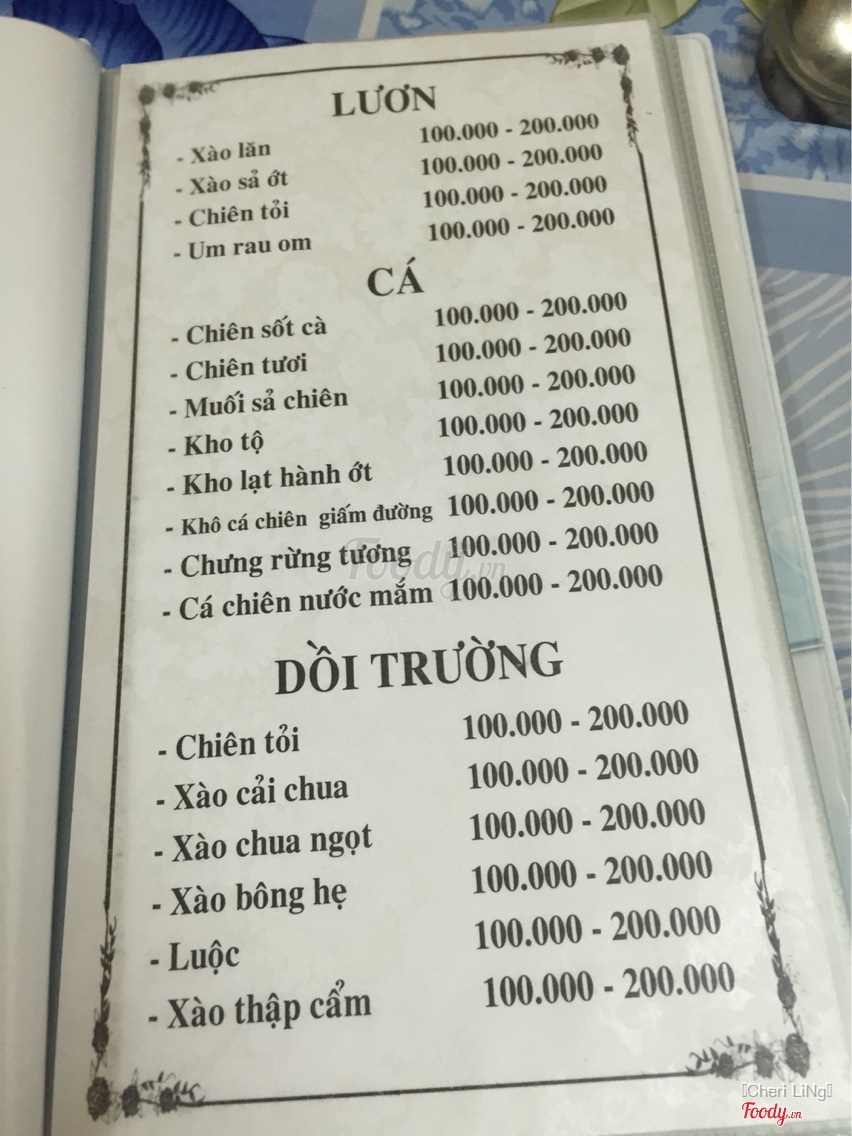 LƯƠN
- Xào lăn 100.000 - 200.000
- Xào sả ớt 100.000 - 200.000
- Chiên tỏi 100.000 - 200.000
- Um rau om 100.000 - 200.000
CÁ
- Chiên sốt cà 100.000 - 200.000
- Chiên tươi 100.000 - 200.000
- Muối sả chiên 100.000 - 200.000
- Kho tộ 100.000 - 200.000
- Kho lạt hành ớt 100.000 - 200.000
- Khô cá chiên giấm đường 100.000 - 200.000
- Chưng rừng tương 100.000 - 200.000
- Cá chiên nước mắm 100.000 - 200.000
Foody.vn
DỒI TRƯỜNG
- Chiên tỏi 100.000 - 200.000
- Xào cải chua 100.000 - 200.000
- Xào chua ngọt 100.000 - 200.000
- Xào bông hẹ 100.000 - 200.000
- Luộc 100.000 - 200.000
- Xào thập cẩm 100.000 - 200.000
Cheri LiNg
Foody.vn